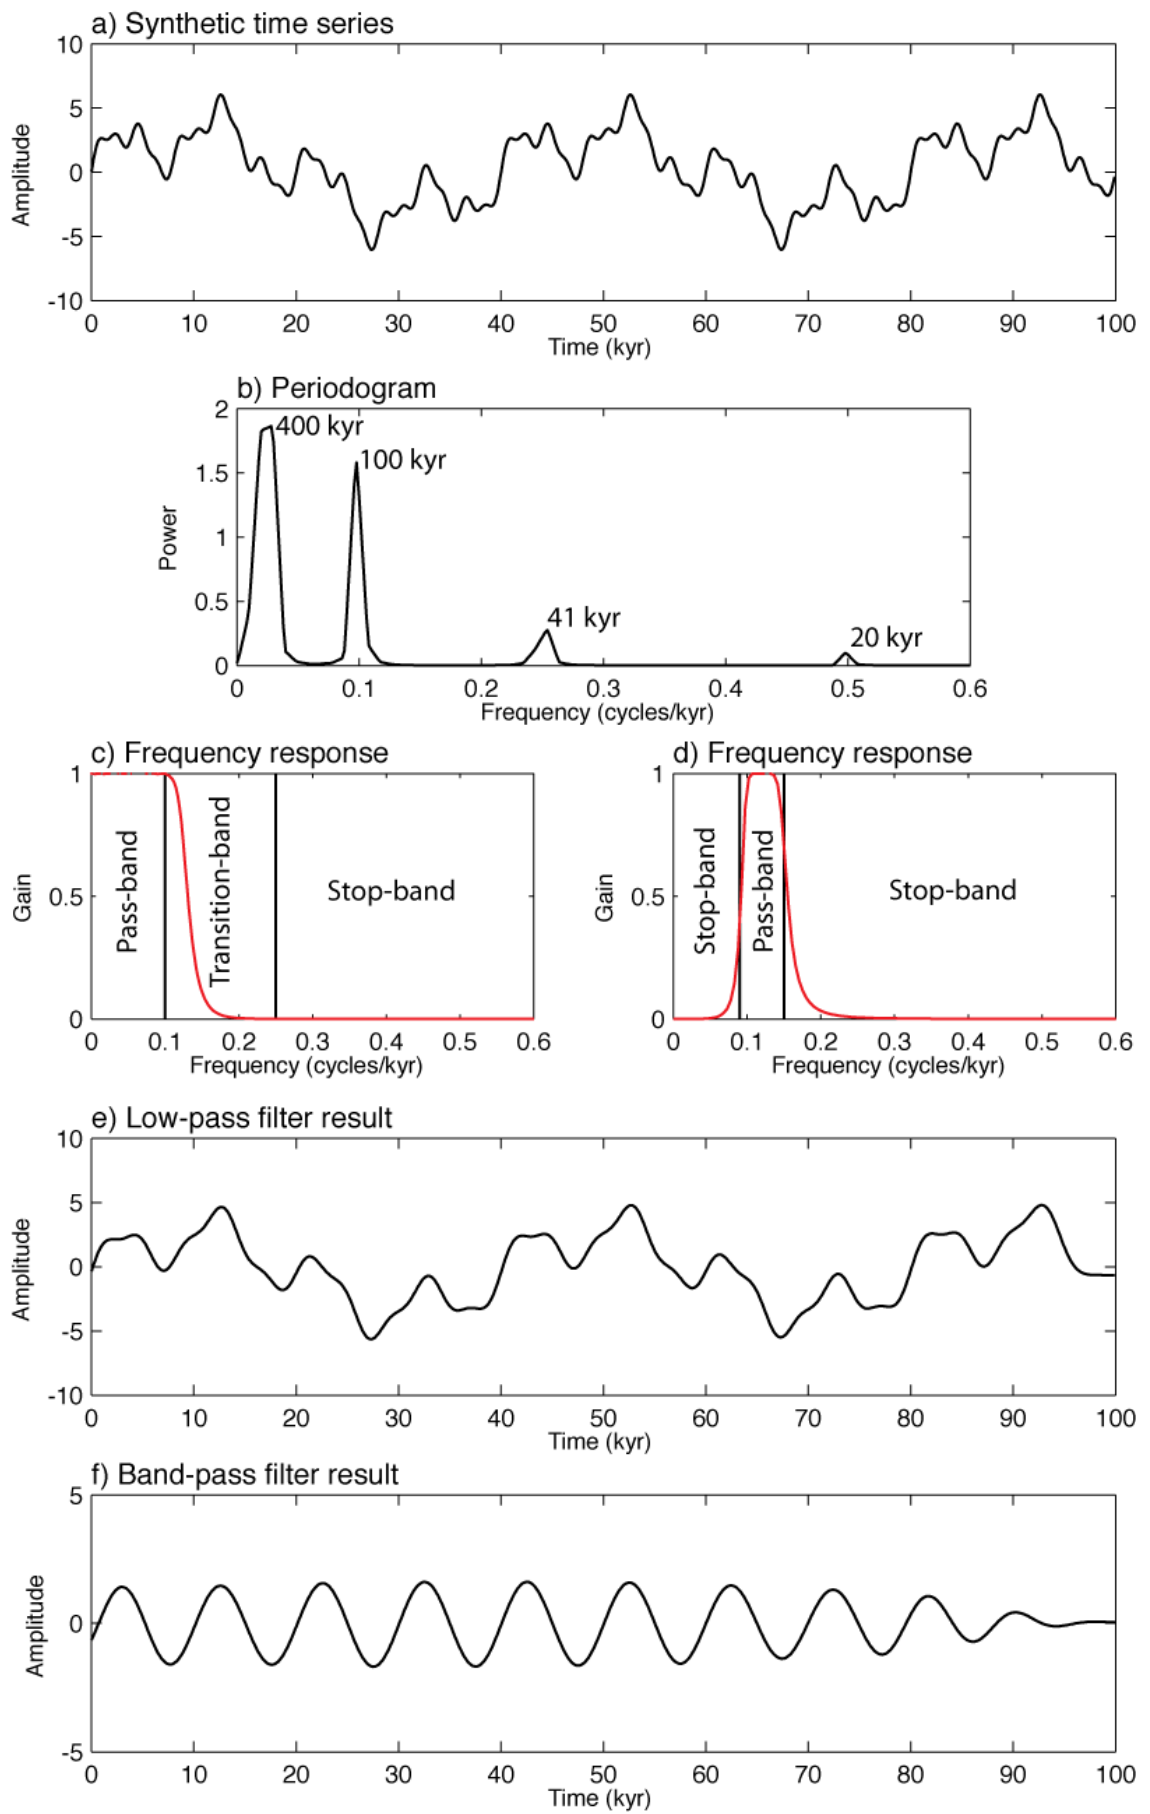 a) Synthetic time series
10
5
0
-5
-10
Amplitude
0 10 20 30 40 50 60 70 80 90 100
Time (kyr)
b) Periodogram
2
1.5
1
0.5
0
Power
400 kyr
100 kyr
41 kyr
20 kyr
0 0.1 0.2 0.3 0.4 0.5 0.6
Frequency (cycles/kyr)
c) Frequency response
1
0.5
0
Gain
Pass-band
Transition-band
Stop-band
0 0.1 0.2 0.3 0.4 0.5 0.6
Frequency (cycles/kyr)
d) Frequency response
1
0.5
0
Gain
Stop-band
Pass-band
Stop-band
0 0.1 0.2 0.3 0.4 0.5 0.6
Frequency (cycles/kyr)
e) Low-pass filter result
10
5
0
-5
-10
Amplitude
0 10 20 30 40 50 60 70 80 90 100
Time (kyr)
f) Band-pass filter result
5
0
-5
Amplitude
0 10 20 30 40 50 60 70 80 90 100
Time (kyr)